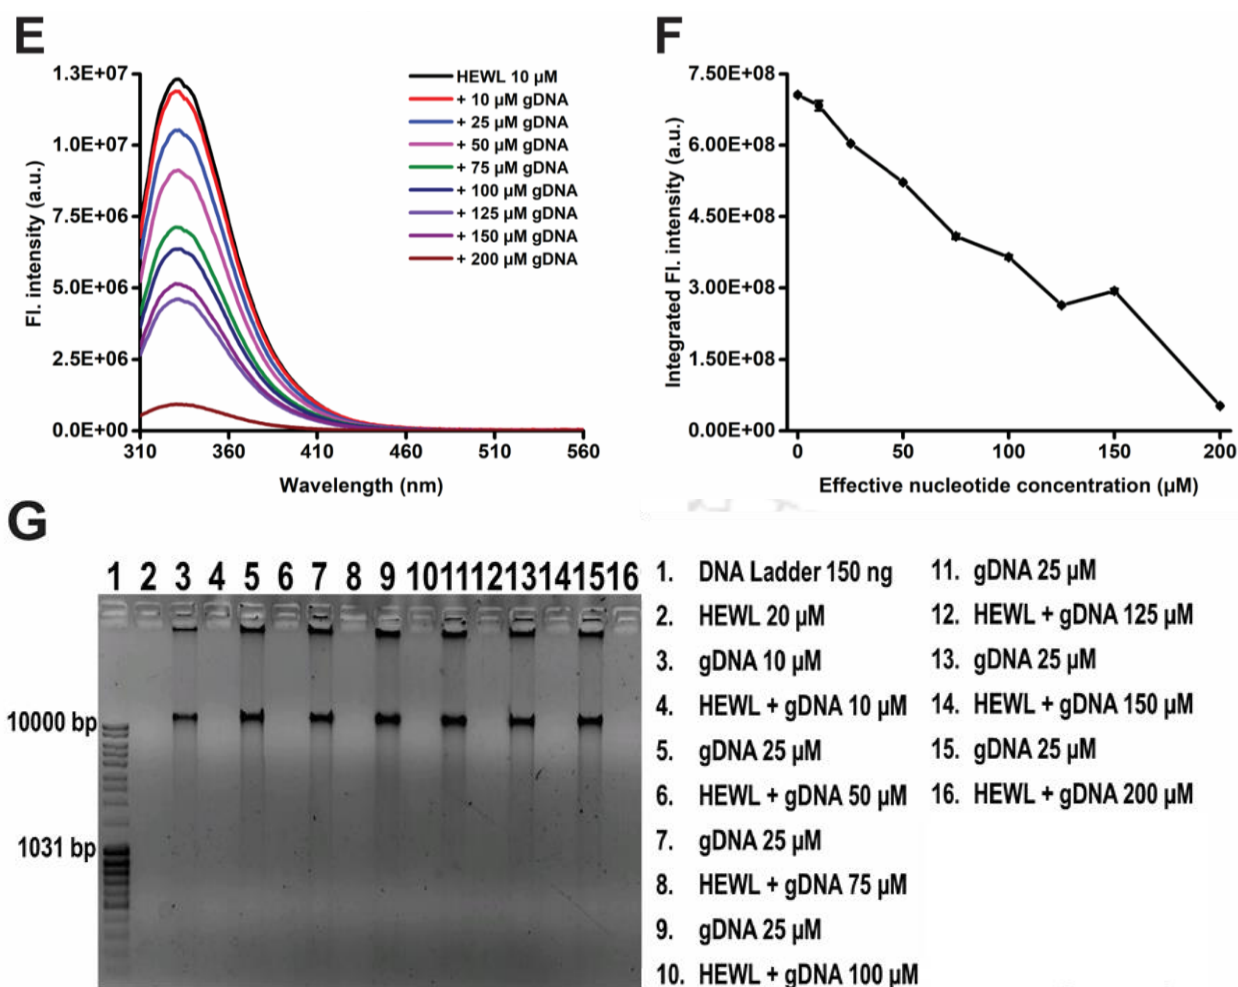 E
1.3E+07
1.0E+07
7.5E+06
5.0E+06
2.5E+06
0.0E+00
310 360 410 460 510 560
Fl. intensity (a.u.)
Wavelength (nm)
HEWL 10 µM
+ 10 µM gDNA
+ 25 µM gDNA
+ 50 µM gDNA
+ 75 µM gDNA
+ 100 µM gDNA
+ 125 µM gDNA
+ 150 µM gDNA
+ 200 µM gDNA
F
7.50E+08
6.00E+08
4.50E+08
3.00E+08
1.50E+08
0.00E+00
0 50 100 150 200
Integrated Fl. intensity (a.u.)
Effective nucleotide concentration (µM)
G
1 2 3 4 5 6 7 8 9 10 11 12 13 14 15 16
10000 bp
1031 bp
1. DNA Ladder 150 ng
2. HEWL 20 µM
3. gDNA 10 µM
4. HEWL + gDNA 10 µM
5. gDNA 25 µM
6. HEWL + gDNA 50 µM
7. gDNA 25 µM
8. HEWL + gDNA 75 µM
9. gDNA 25 µM
10. HEWL + gDNA 100 µM
11. gDNA 25 µM
12. HEWL + gDNA 125 µM
13. gDNA 25 µM
14. HEWL + gDNA 150 µM
15. gDNA 25 µM
16. HEWL + gDNA 200 µM